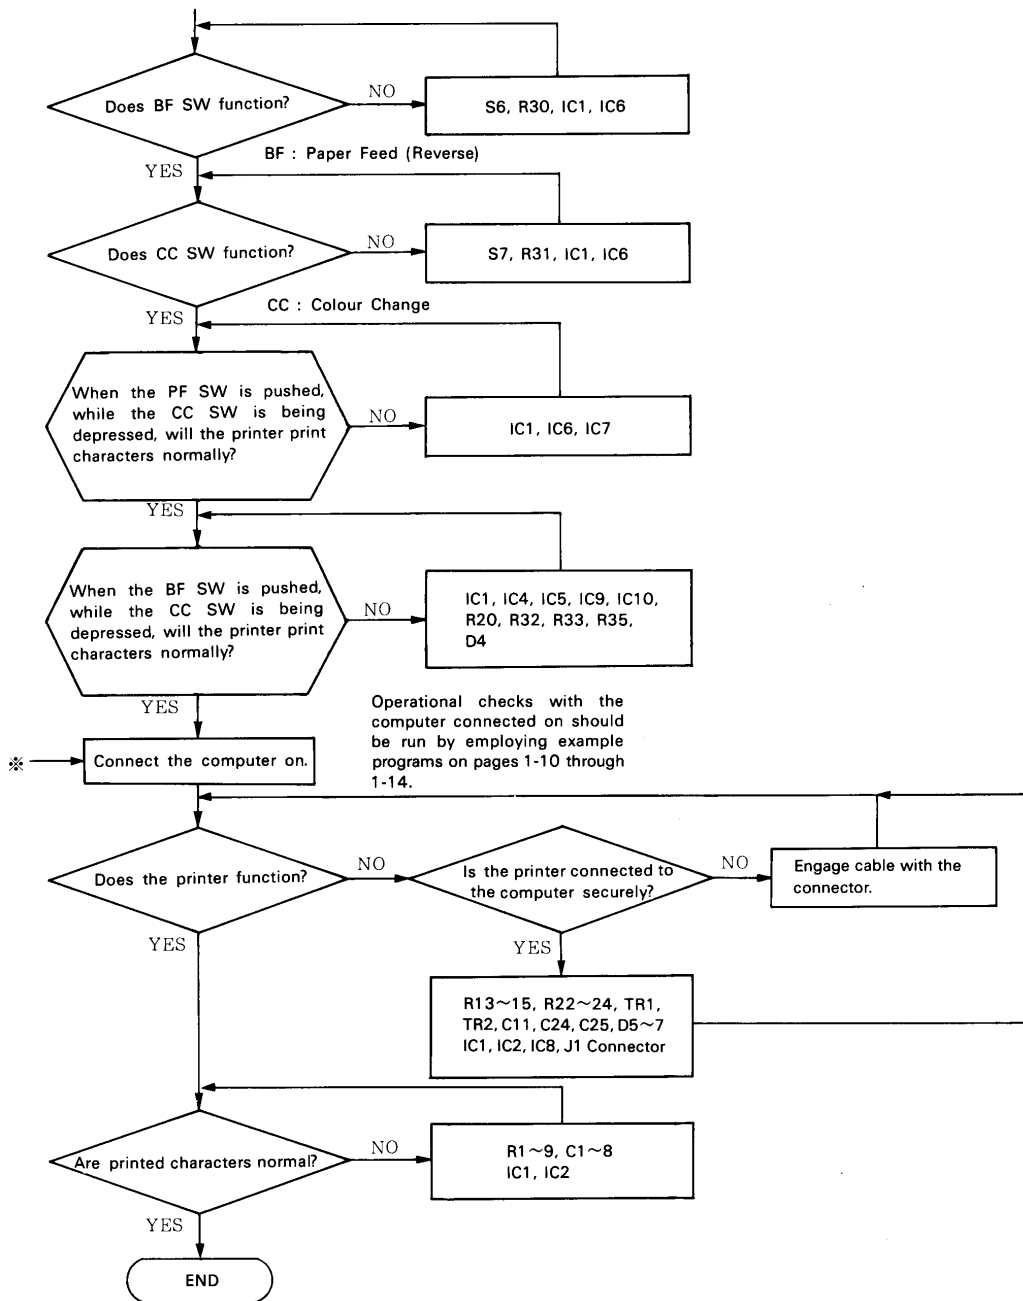 Does BF SW function?
NO
S6, R30, IC1, IC6
BF : Paper Feed (Reverse)
YES
Does CC SW function?
NO
S7, R31, IC1, IC6
CC : Colour Change
YES
When the PF SW is pushed,
while the CC SW is being
depressed, will the printer print
characters normally?
NO
IC1, IC6, IC7
YES
When the BF SW is pushed,
while the CC SW is being
depressed, will the printer print
characters normally?
NO
IC1, IC4, IC5, IC9, IC10,
R20, R32, R33, R35,
D4
YES
Operational checks with the
computer connected on should
be run by employing example
programs on pages 1-10 through
1-14.
※
Connect the computer on.
Does the printer function?
NO
Is the printer connected to
the computer securely?
NO
Engage cable with the
connector.
YES
YES
R13~15, R22~24, TR1,
TR2, C11, C24, C25, D5~7
IC1, IC2, IC8, J1 Connector
Are printed characters normal?
NO
R1~9, C1~8
IC1, IC2
YES
END